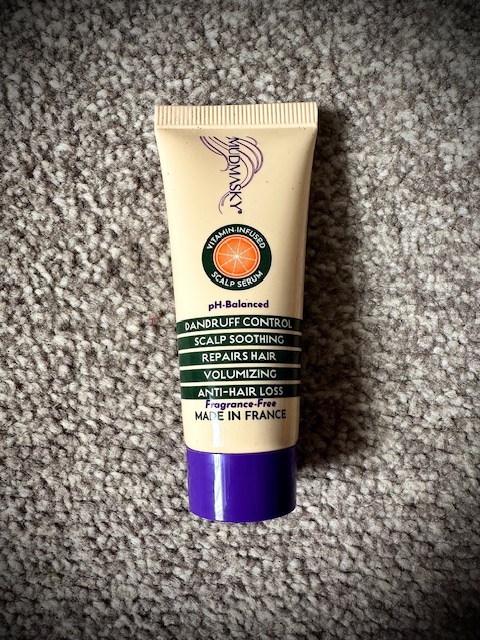 MUDMASKY®
VITAMIN-INFUSED
SCALP SERUM
pH-Balanced
DANDRUFF CONTROL
SCALP SOOTHING
REPAIRS HAIR
VOLUMIZING
ANTI-HAIR LOSS
Fragrance-Free
MADE IN FRANCE